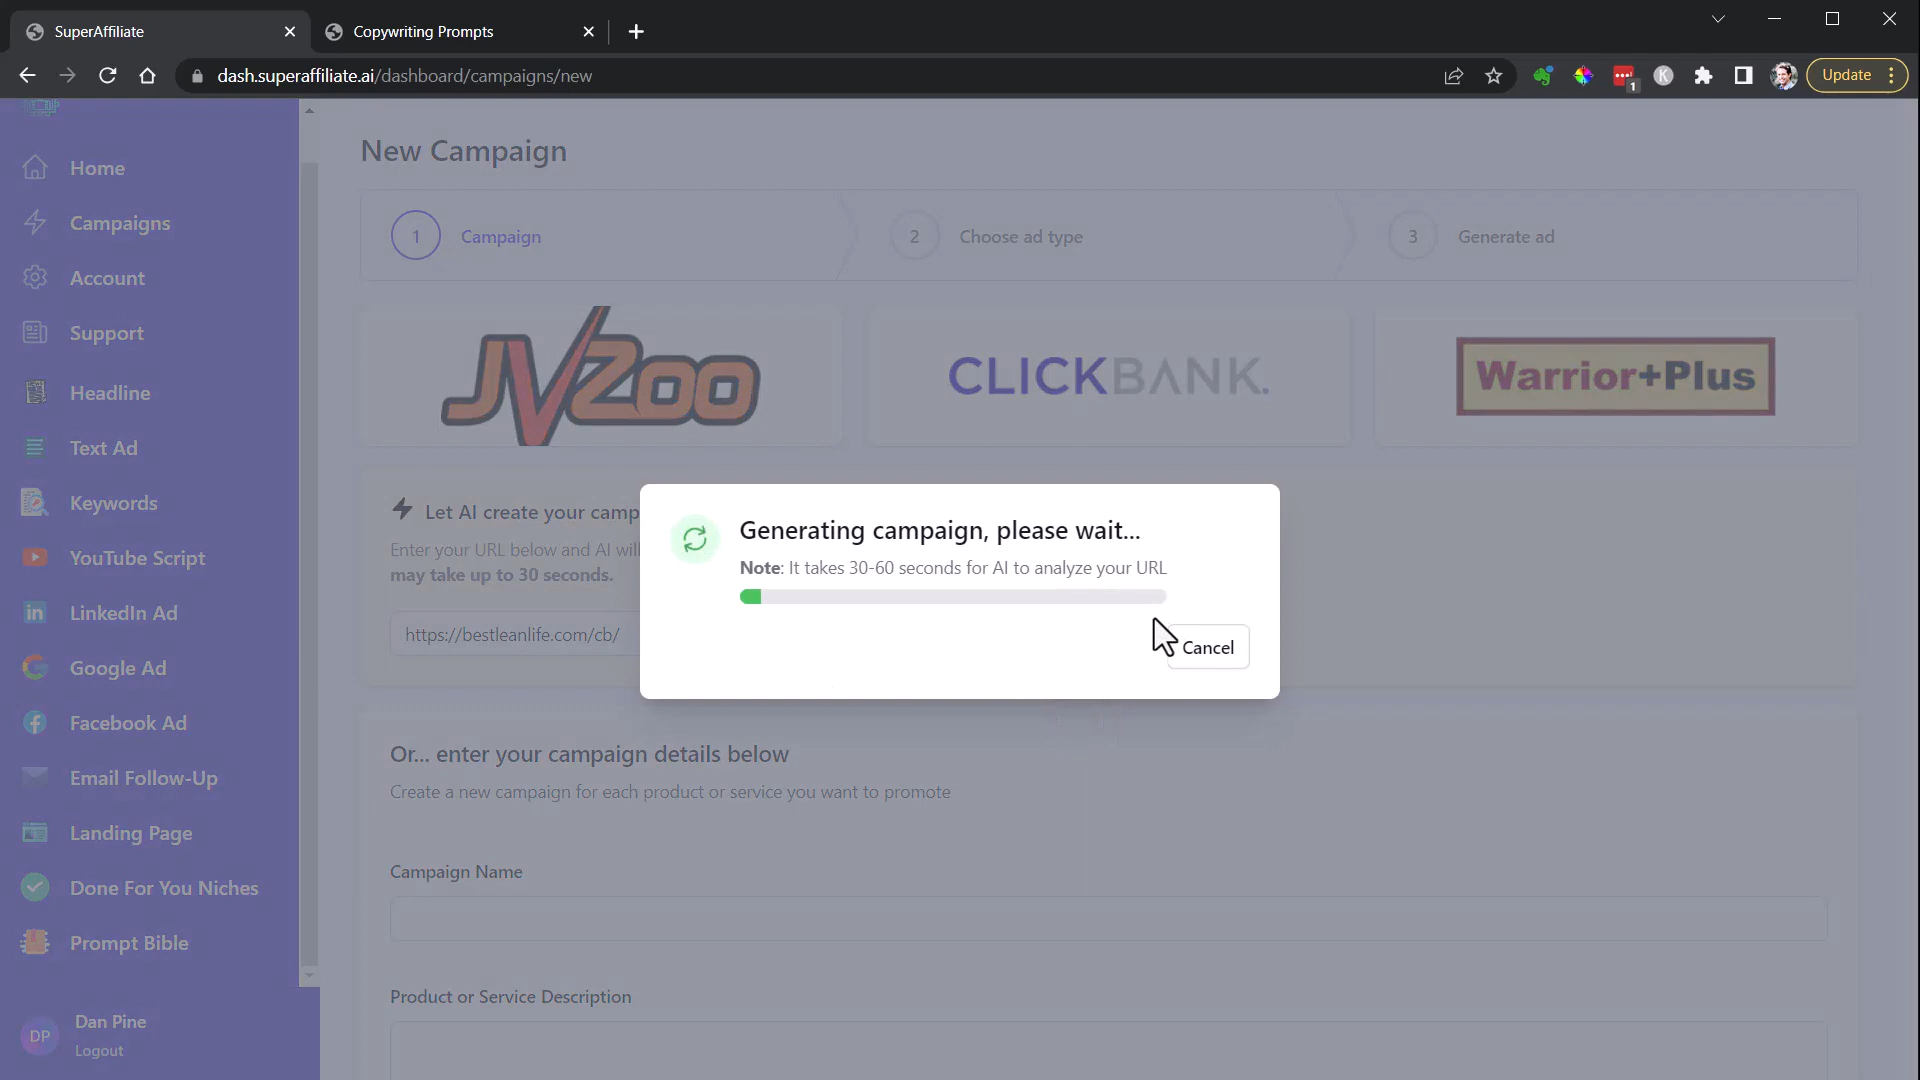 SuperAffiliate
Copywriting Prompts
dash.superaffiliate.ai/dashboard/campaigns/new
1
K
Update
Home
Campaigns
Account
Support
Headline
Text Ad
Keywords
YouTube Script
LinkedIn Ad
Google Ad
Facebook Ad
Email Follow-Up
Landing Page
Done For You Niches
Prompt Bible
DP
Dan Pine
Logout
New Campaign
1 Campaign
2 Choose ad type
3 Generate ad
JVZoo
CLICKBANK.
Warrior+Plus
Let AI create your camp
Enter your URL below and AI will
may take up to 30 seconds.
https://bestleanlife.com/cb/
Generating campaign, please wait...
Note: It takes 30-60 seconds for AI to analyze your URL
Cancel
Or... enter your campaign details below
Create a new campaign for each product or service you want to promote
Campaign Name
Product or Service Description